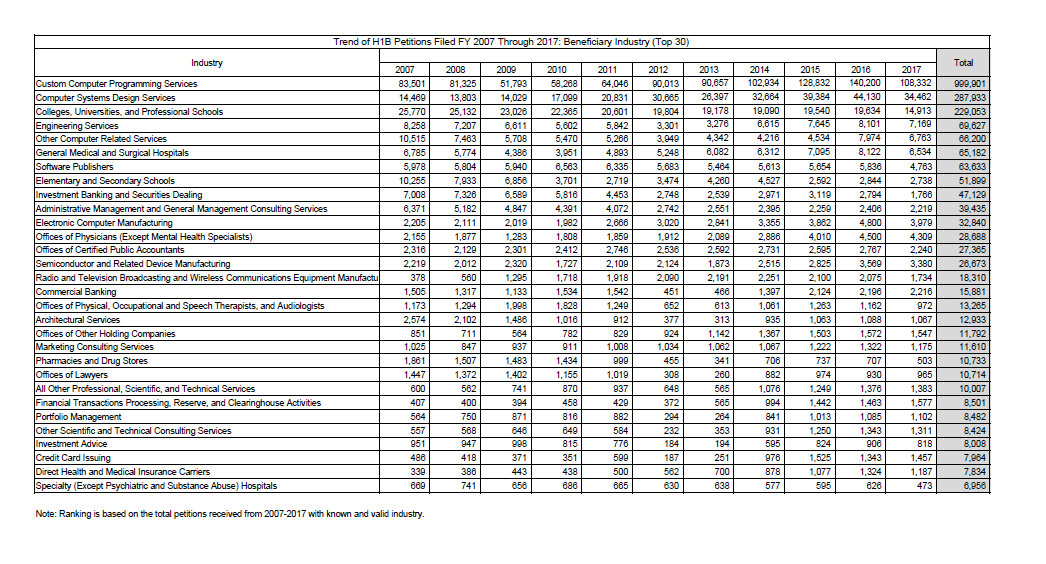 Trend of H1B Petitions Filed FY 2007 Through 2017: Beneficiary Industry (Top 30)
Industry 2007 2008 2009 2010 2011 2012 2013 2014 2015 2016 2017 Total
Custom Computer Programming Services 83,501 81,325 51,793 58,268 64,046 90,013 90,657 102,934 128,832 140,200 108,332 999,901
Computer Systems Design Services 14,469 13,803 14,029 17,099 20,831 30,665 26,397 32,664 39,384 44,130 34,462 287,933
Colleges, Universities, and Professional Schools 25,770 25,132 23,026 22,365 20,601 19,804 19,178 19,090 19,540 19,634 14,913 229,053
Engineering Services 8,258 7,207 6,611 5,602 5,842 3,301 3,276 6,615 7,645 8,101 7,169 69,627
Other Computer Related Services 10,515 7,463 5,708 5,470 5,266 3,949 4,342 4,216 4,534 7,974 6,763 66,200
General Medical and Surgical Hospitals 6,785 5,774 4,386 3,951 4,893 5,248 6,082 6,312 7,095 8,122 6,534 65,182
Software Publishers 5,978 5,804 5,940 6,563 6,335 5,683 5,464 5,613 5,654 5,836 4,763 63,633
Elementary and Secondary Schools 10,255 7,933 6,856 3,701 2,719 3,474 4,260 4,527 2,592 2,844 2,738 51,899
Investment Banking and Securities Dealing 7,008 7,326 6,589 5,816 4,453 2,748 2,539 2,971 3,119 2,794 1,766 47,129
Administrative Management and General Management Consulting Services 6,371 5,182 4,847 4,391 4,072 2,742 2,551 2,395 2,259 2,406 2,219 39,435
Electronic Computer Manufacturing 2,205 2,111 2,019 1,982 2,666 3,020 2,841 3,355 3,862 4,800 3,979 32,840
Offices of Physicians (Except Mental Health Specialists) 2,155 1,877 1,283 1,808 1,859 1,912 2,089 2,886 4,010 4,500 4,309 28,688
Offices of Certified Public Accountants 2,316 2,129 2,301 2,412 2,746 2,536 2,592 2,731 2,595 2,767 2,240 27,365
Semiconductor and Related Device Manufacturing 2,219 2,012 2,320 1,727 2,109 2,124 1,873 2,515 2,825 3,569 3,380 26,673
Radio and Television Broadcasting and Wireless Communications Equipment Manufactu 378 560 1,295 1,718 1,918 2,090 2,191 2,251 2,100 2,075 1,734 18,310
Commercial Banking 1,505 1,317 1,133 1,534 1,542 451 466 1,397 2,124 2,196 2,216 15,881
Offices of Physical, Occupational and Speech Therapists, and Audiologists 1,173 1,294 1,998 1,828 1,249 652 613 1,061 1,263 1,162 972 13,265
Architectural Services 2,574 2,102 1,486 1,016 912 377 313 935 1,063 1,088 1,067 12,933
Offices of Other Holding Companies 851 711 564 782 829 924 1,142 1,367 1,503 1,572 1,547 11,792
Marketing Consulting Services 1,025 847 937 911 1,008 1,034 1,062 1,067 1,222 1,322 1,175 11,610
Pharmacies and Drug Stores 1,861 1,507 1,483 1,434 999 455 341 706 737 707 503 10,733
Offices of Lawyers 1,447 1,372 1,402 1,155 1,019 308 260 882 974 930 965 10,714
All Other Professional, Scientific, and Technical Services 600 562 741 870 937 648 565 1,076 1,249 1,376 1,383 10,007
Financial Transactions Processing, Reserve, and Clearinghouse Activities 407 400 394 458 429 372 565 994 1,442 1,463 1,577 8,501
Portfolio Management 564 750 871 816 882 294 264 841 1,013 1,085 1,102 8,482
Other Scientific and Technical Consulting Services 557 568 646 649 584 232 353 931 1,250 1,343 1,311 8,424
Investment Advice 951 947 998 815 776 184 194 595 824 906 818 8,008
Credit Card Issuing 486 418 371 351 599 187 251 976 1,525 1,343 1,457 7,964
Direct Health and Medical Insurance Carriers 339 386 443 438 500 562 700 878 1,077 1,324 1,187 7,834
Specialty (Except Psychiatric and Substance Abuse) Hospitals 669 741 656 686 665 630 638 577 595 626 473 6,956
Note: Ranking is based on the total petitions received from 2007-2017 with known and valid industry.